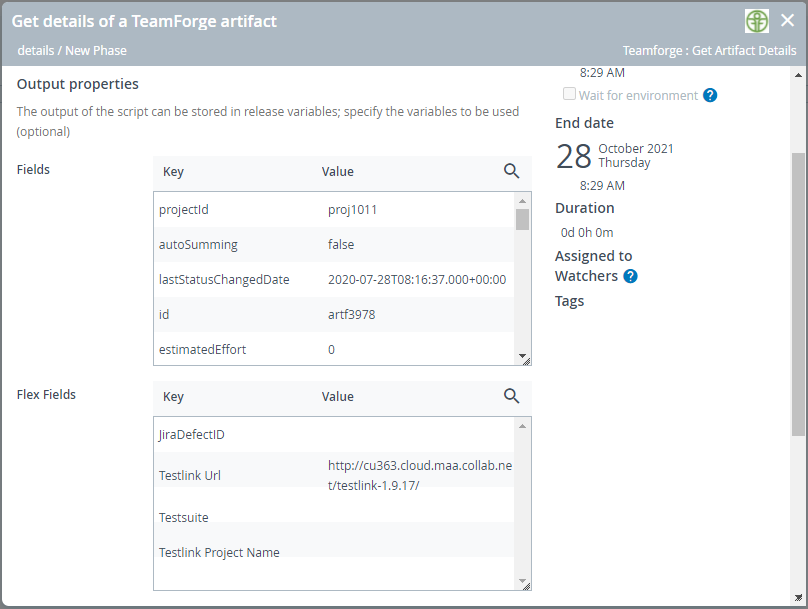 Get details of a TeamForge artifact
details / New Phase
Teamforge : Get Artifact Details
Output properties
The output of the script can be stored in release variables; specify the variables to be used
(optional)
Fields
Key Value
projectId proj1011
autoSumming false
lastStatusChangedDate 2020-07-28T08:16:37.000+00:00
id artf3978
estimatedEffort 0
Flex Fields
Key Value
JiraDefectID
Testlink Url http://cu363.cloud.maa.collab.ne
t/testlink-1.9.17/
Testsuite
Testlink Project Name
8:29 AM
Wait for environment ?
End date
28 October 2021
Thursday
8:29 AM
Duration
0d 0h 0m
Assigned to
Watchers ?
Tags